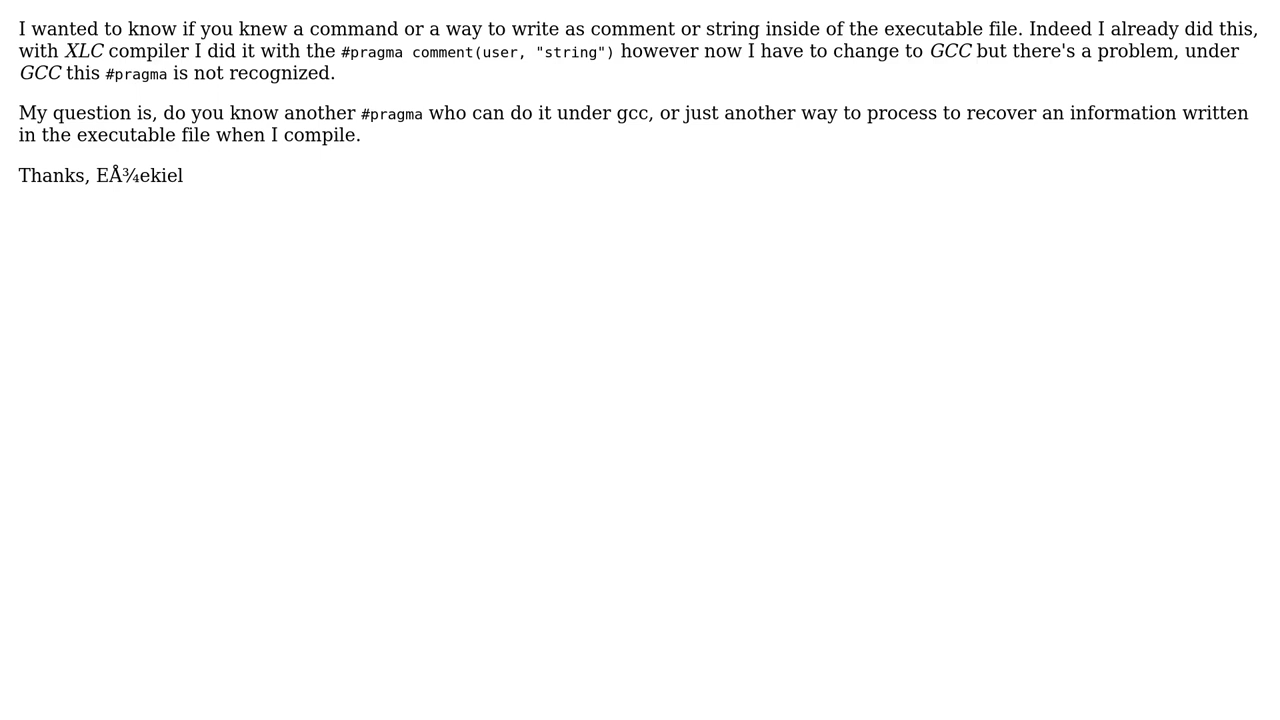 I wanted to know if you knew a command or a way to write as comment or string inside of the executable file. Indeed I already did this,
with XLC compiler I did it with the #pragma comment(user, "string") however now I have to change to GCC but there's a problem, under
GCC this #pragma is not recognized.
My question is, do you know another #pragma who can do it under gcc, or just another way to process to recover an information written
in the executable file when I compile.
Thanks, EÅ¾ekiel